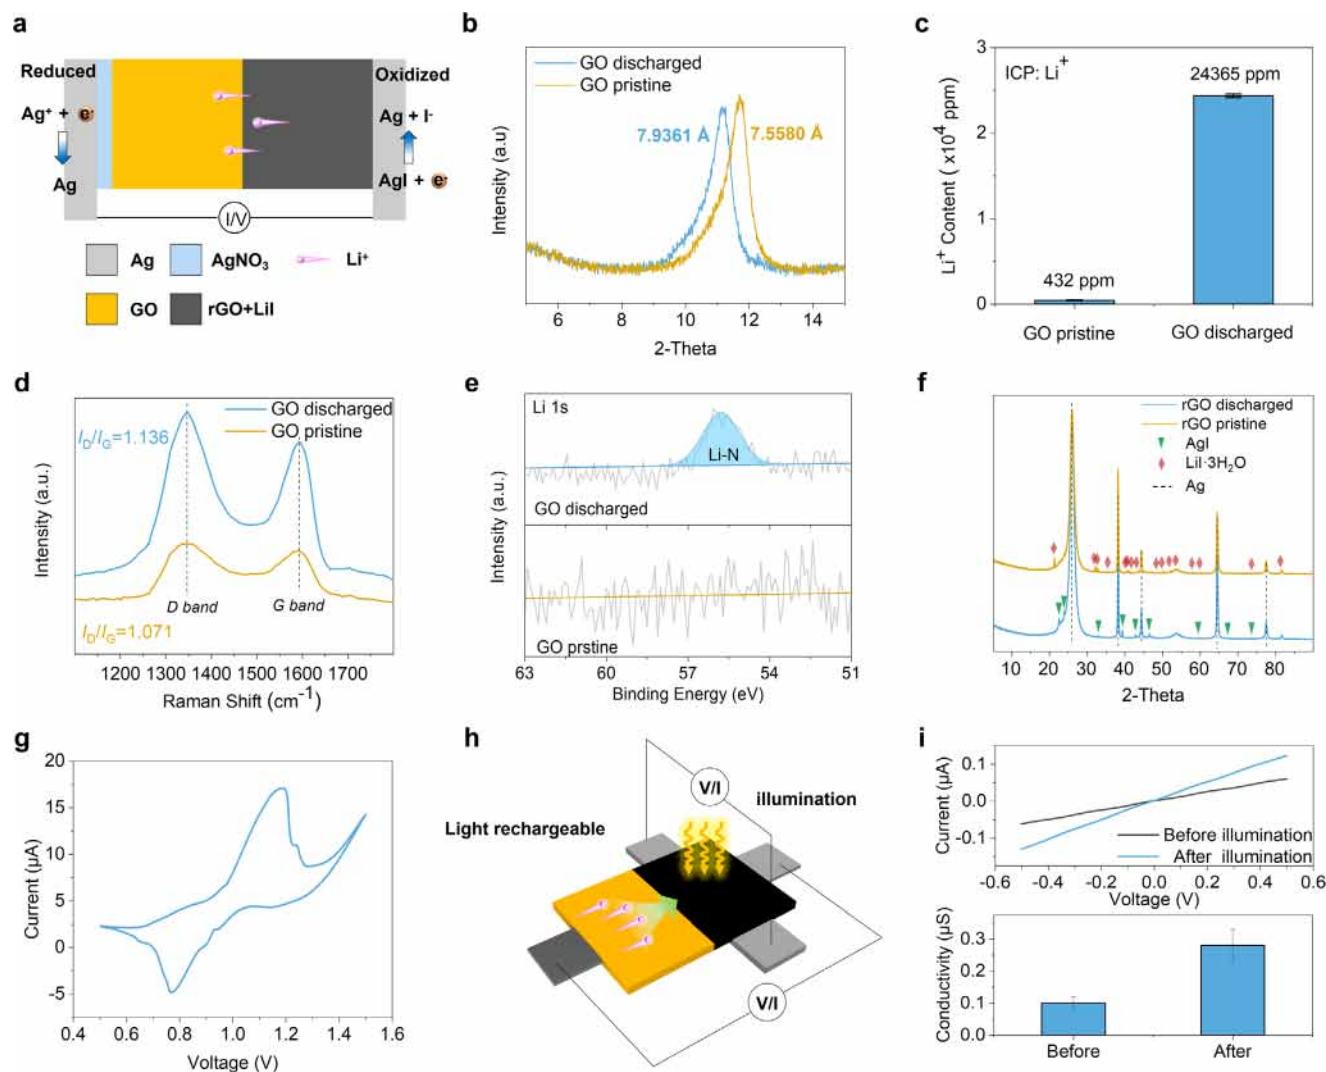 a
Reduced
Oxidized
Ag⁺ + e⁻
Ag + I⁻
Ag
AgI + e⁻
I/V
Ag
AgNO₃
Li⁺
GO
rGO+LiI
b
GO discharged
GO pristine
7.9361 Å
7.5580 Å
Intensity (a.u)
6 8 10 12 14
2-Theta
c
ICP: Li⁺
24365 ppm
432 ppm
Li⁺ Content ( x10⁴ ppm)
3
2
1
0
GO pristine
GO discharged
d
GO discharged
GO pristine
I_D/I_G=1.136
I_D/I_G=1.071
D band
G band
Intensity (a.u.)
1200 1300 1400 1500 1600 1700
Raman Shift (cm⁻¹)
e
Li 1s
Li-N
GO discharged
GO prstine
Intensity (a.u.)
63 60 57 54 51
Binding Energy (eV)
f
rGO discharged
rGO pristine
AgI
LiI·3H₂O
Ag
Intensity (a.u.)
10 20 30 40 50 60 70 80
2-Theta
g
Current (μA)
20
15
10
5
0
-5
0.4 0.6 0.8 1.0 1.2 1.4 1.6
Voltage (V)
h
V/I
illumination
Light rechargeable
V/I
i
Current (μA)
0.1
0.0
-0.1
Before illumination
After illumination
-0.6 -0.4 -0.2 0.0 0.2 0.4 0.6
Voltage (V)
Conductivity (μS)
0.3
0.2
0.1
0.0
Before
After